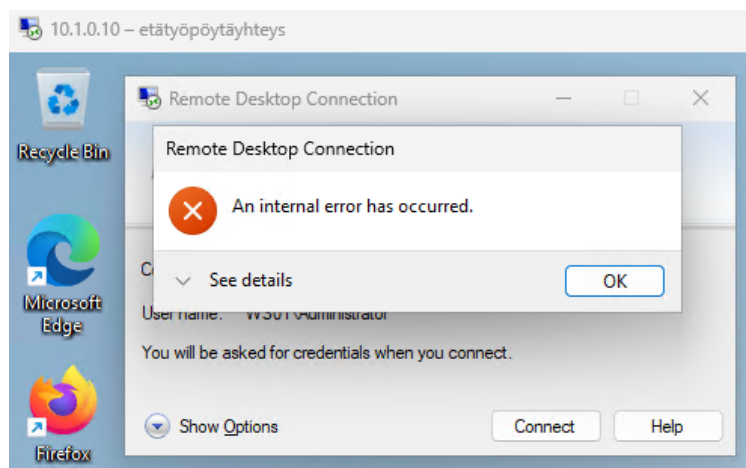 10.1.0.10 – etätyöpöytäyhteys
Remote Desktop Connection
Recycle Bin
Remote Desktop Connection
An internal error has occurred.
See details
OK
Microsoft
Edge
User name: WS01\Administrator
You will be asked for credentials when you connect.
Show Options
Connect
Help
Firefox